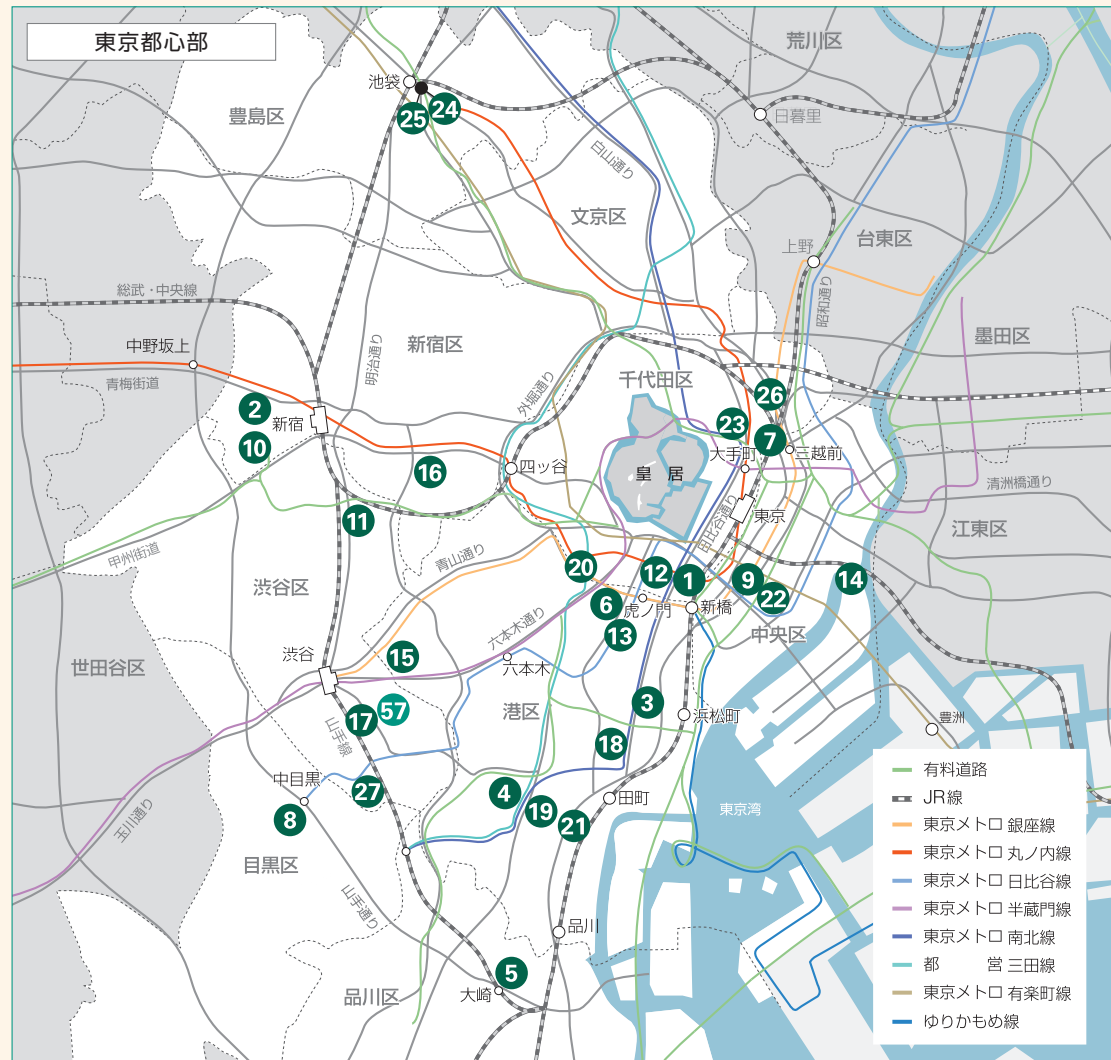 東京都心部
荒川区
池袋
豊島区
24
25
日暮里
白山通り
文京区
台東区
上野
昭和通り
総武・中央線
墨田区
中野坂上
新宿区
明治通り
外堀通り
千代田区
青梅街道
2
新宿
10
26
23
7
三越前
大手町
16
四ッ谷
皇 居
清洲橋通り
11
日比谷通り
東京
江東区
甲州街道
青山通り
渋谷区
20
12
1
9
22
14
6
虎ノ門
新橋
13
中央区
六本木通り
世田谷区
渋谷
15
六本木
57
17
港区
3
浜松町
豊洲
山手線
18
中目黒
27
8
4
19
21
田町
東京湾
玉川通り
目黒区
山手通り
品川
5
大崎
品川区
有料道路
JR線
東京メトロ 銀座線
東京メトロ 丸ノ内線
東京メトロ 日比谷線
東京メトロ 半蔵門線
東京メトロ 南北線
都 営 三田線
東京メトロ 有楽町線
ゆりかもめ線